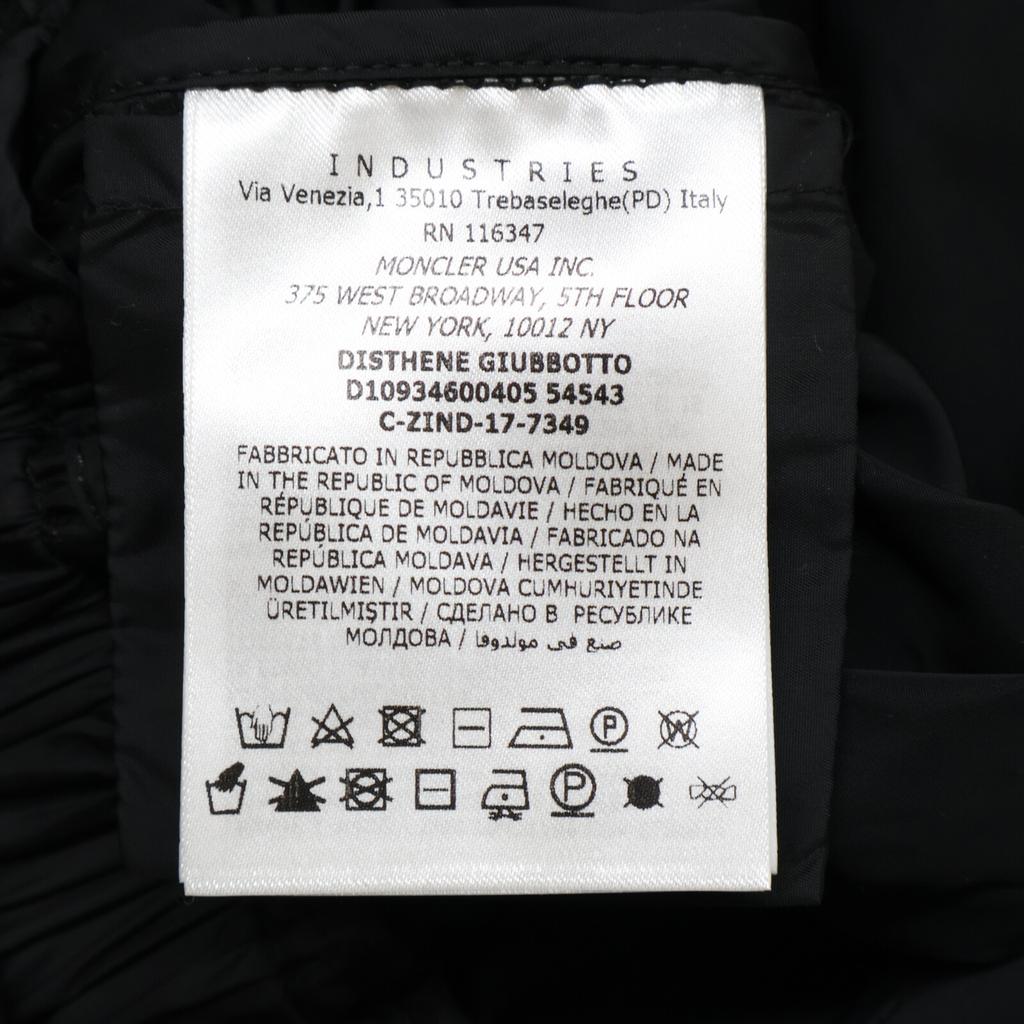 INDUSTRIES
Via Venezia,1 35010 Trebaseleghe(PD) Italy
RN 116347
MONCLER USA INC.
375 WEST BROADWAY, 5TH FLOOR
NEW YORK, 10012 NY
DISTHENE GIUBBOTTO
D10934600405 54543
C-ZIND-17-7349
FABBRICATO IN REPUBBLICA MOLDOVA / MADE
IN THE REPUBLIC OF MOLDOVA / FABRIQUÉ EN
RÉPUBLIQUE DE MOLDAVIE / HECHO EN LA
REPÚBLICA DE MOLDAVIA / FABRICADO NA
REPÚBLICA MOLDAVA / HERGESTELLT IN
MOLDAWIEN / MOLDOVA CUMHURIYETINDE
ÜRETILMIŞTIR / СДЕЛАНО В РЕСУБЛИКЕ
МОЛДОВА / صنع في مولدوفا
P W
P